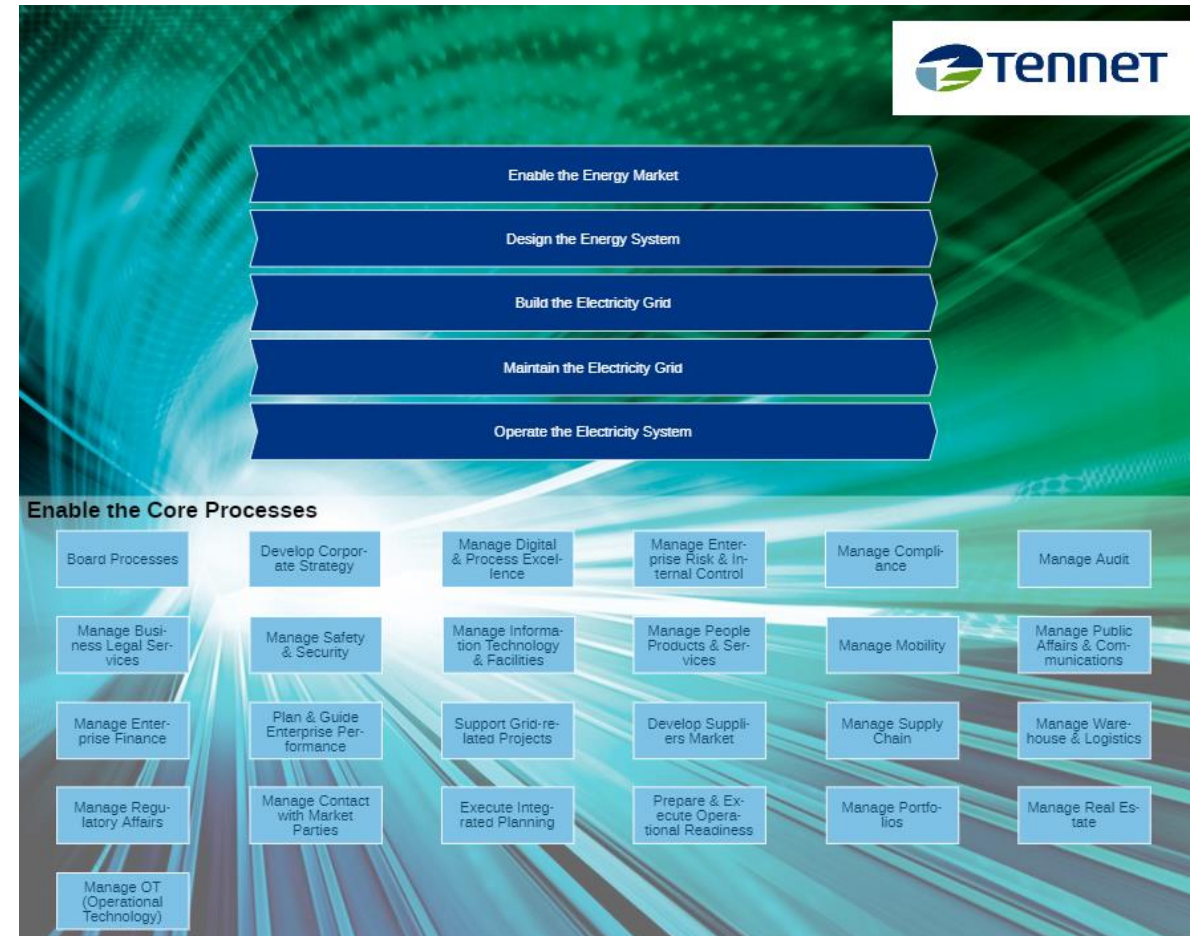 TenneT
Enable the Energy Market
Design the Energy System
Build the Electricity Grid
Maintain the Electricity Grid
Operate the Electricity System
Enable the Core Processes
Board Processes
Develop Corpor-
ate Strategy
Manage Digital
& Process Excel-
lence
Manage Enter-
prise Risk & In-
ternal Control
Manage Compli-
ance
Manage Audit
Manage Busi-
ness Legal Ser-
vices
Manage Safety
& Security
Manage Informa-
tion Technology
& Facilities
Manage People
Products & Ser-
vices
Manage Mobility
Manage Public
Affairs & Com-
munications
Manage Enter-
prise Finance
Plan & Guide
Enterprise Per-
formance
Support Grid-re-
lated Projects
Develop Suppli-
ers Market
Manage Supply
Chain
Manage Ware-
house & Logistics
Manage Regu-
latory Affairs
Manage Contact
with Market
Parties
Execute Integ-
rated Planning
Prepare & Ex-
ecute Opera-
tional Readiness
Manage Portfo-
lios
Manage Real Es-
tate
Manage OT
(Operational
Technology)